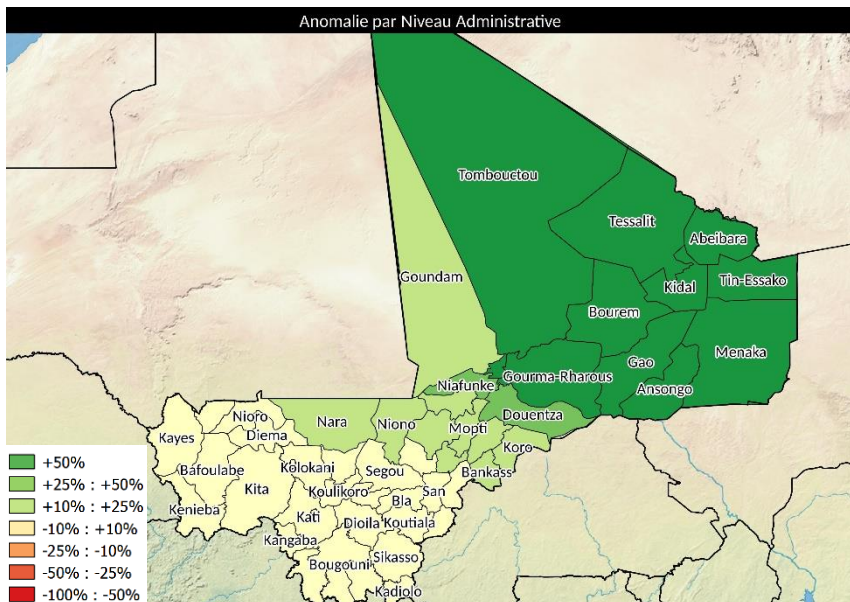 Anomalie par Niveau Administrative
Tombouctou
Tessalit
Abeibara
Goundam
Kidal
Tin-Essako
Bourem
Menaka
Gao
Gourma-Rharous
Ansongo
Niafunke
Douentza
Nioro
Nara
Niono
Mopti
Kayes
Diema
Koro
Bafoulabe
Kolokani
Segou
Bankass
Kita
Koulikoro
San
Kenieba
Bla
Kati
Dioila
Koutiala
Kangaba
Sikasso
Bougouni
Kadiolo
+50%
+25% : +50%
+10% : +25%
-10% : +10%
-25% : -10%
-50% : -25%
-100% : -50%